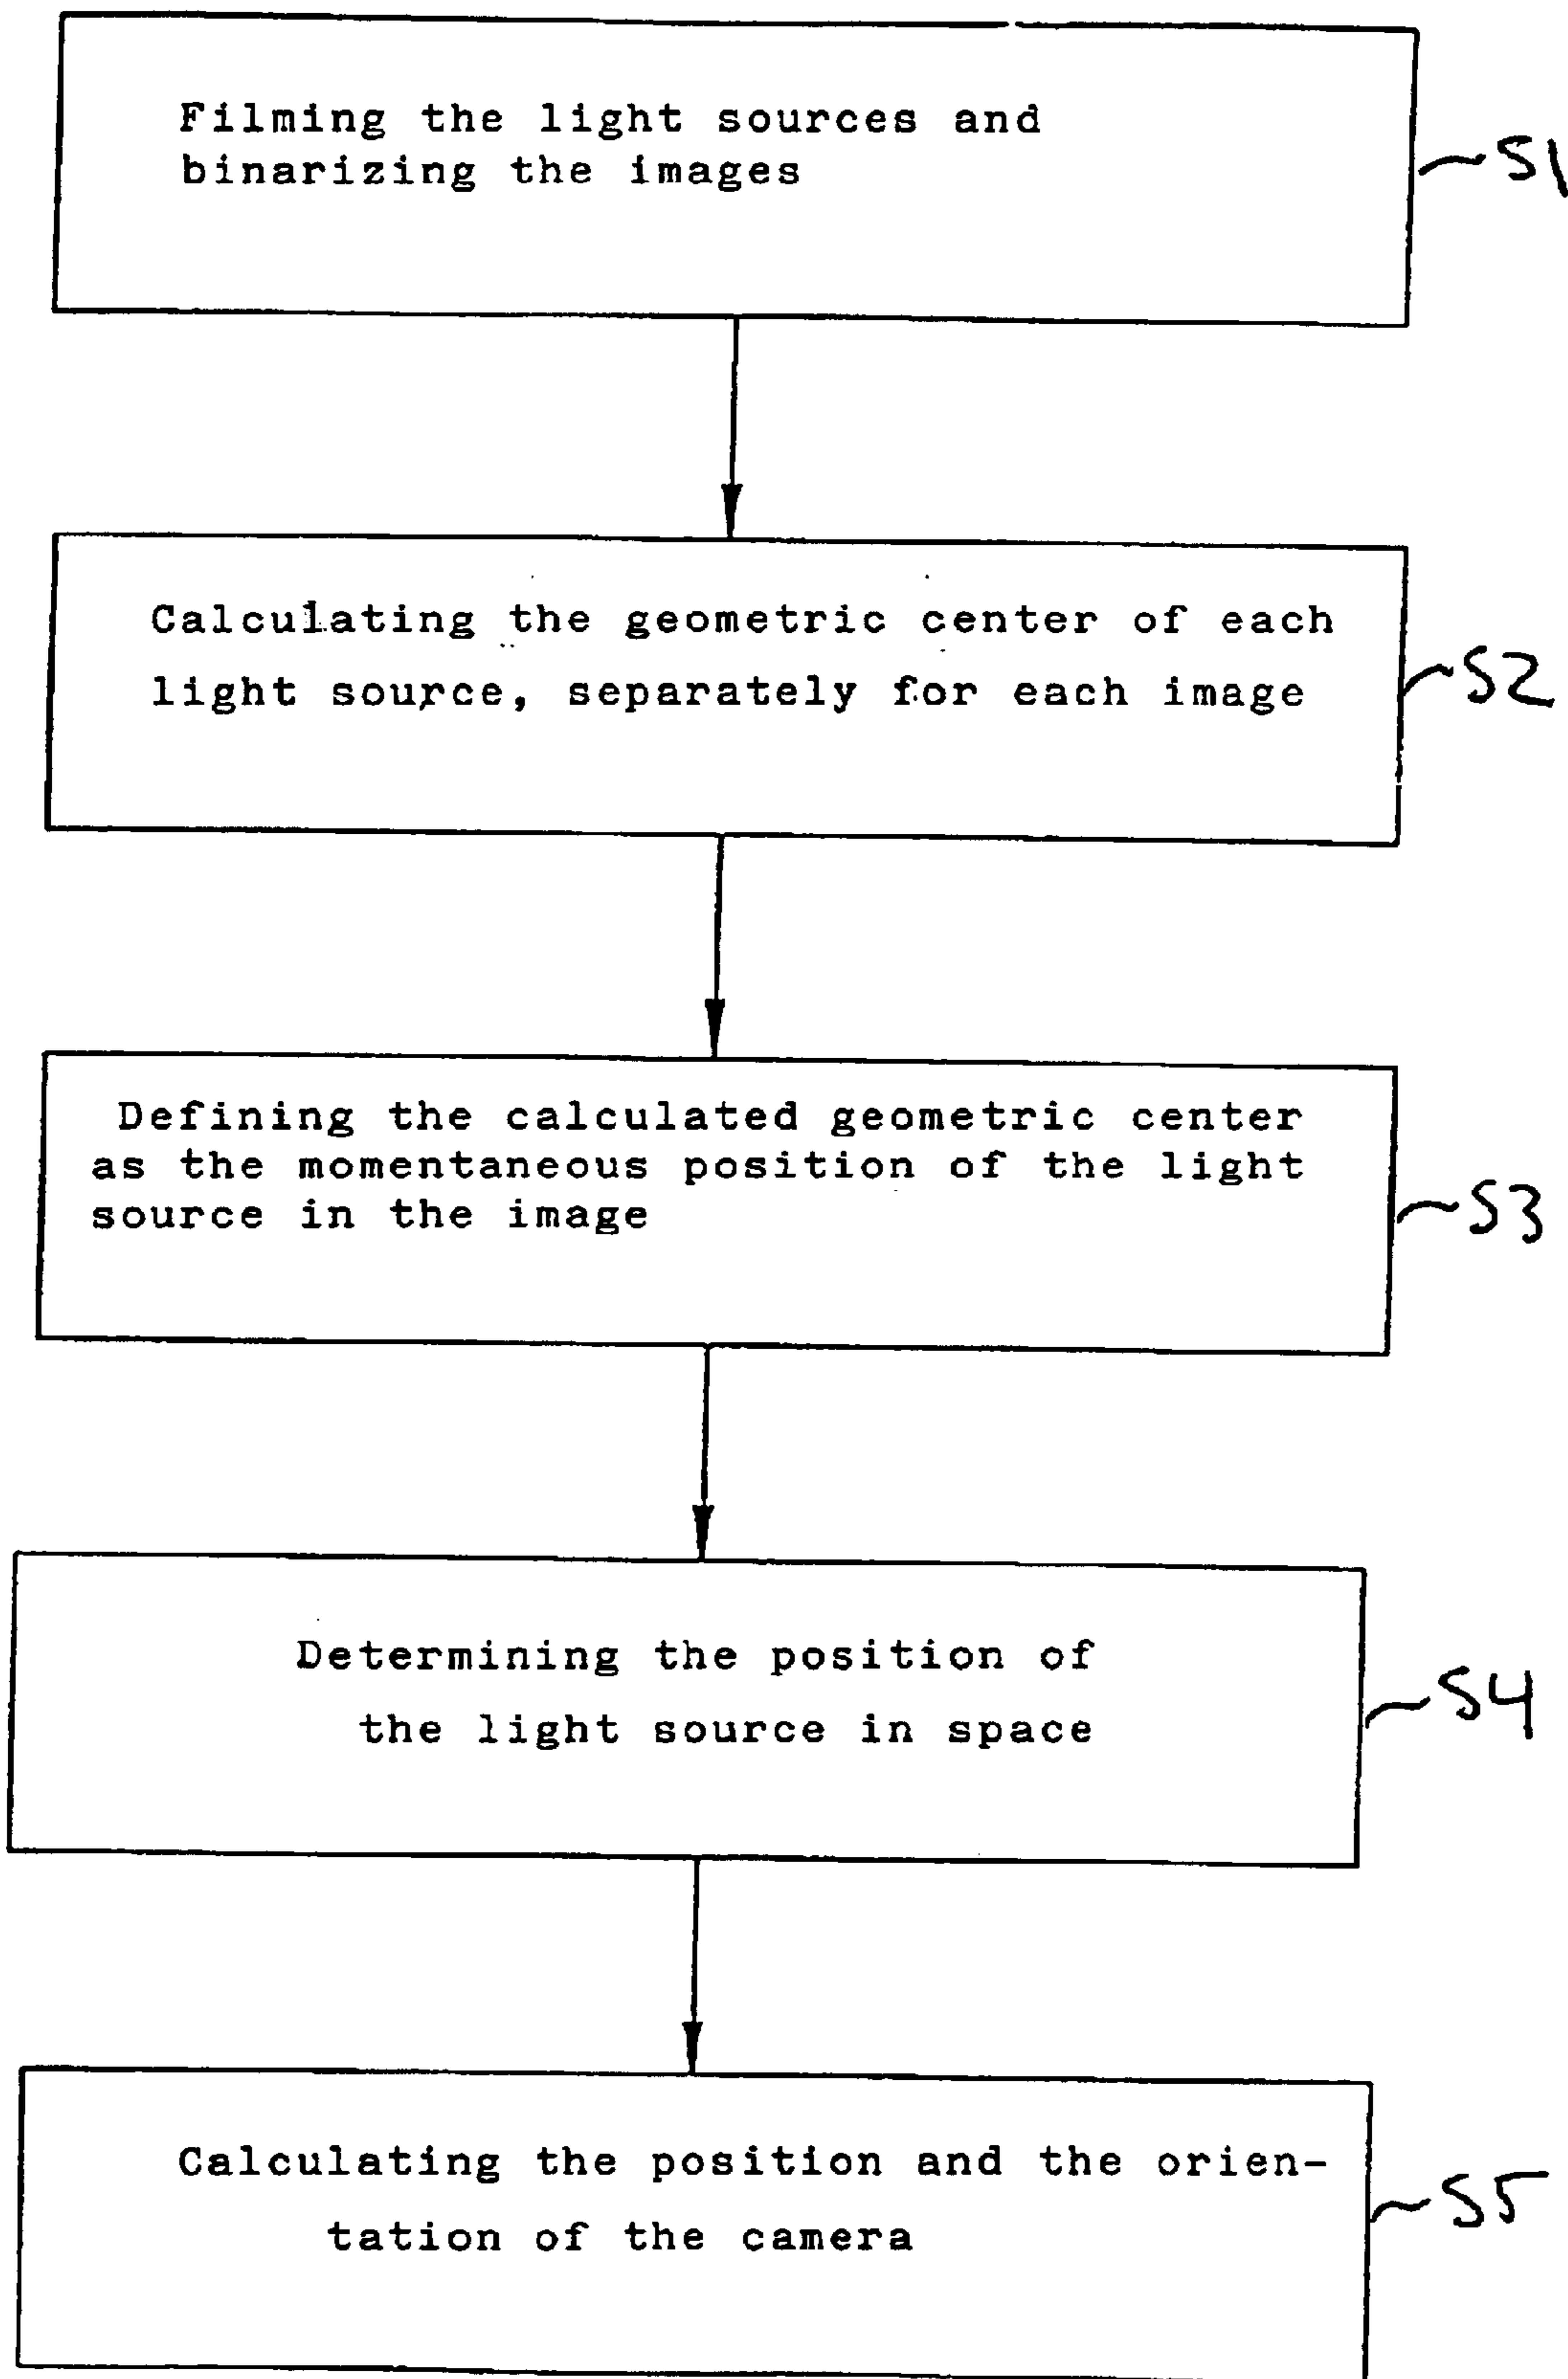 Filming the light sources and
binarizing the images
S1
Calculating the geometric center of each
light source, separately for each image
S2
Defining the calculated geometric center
as the momentaneous position of the light
source in the image
S3
Determining the position of
the light source in space
S4
Calculating the position and the orien-
tation of the camera
S5